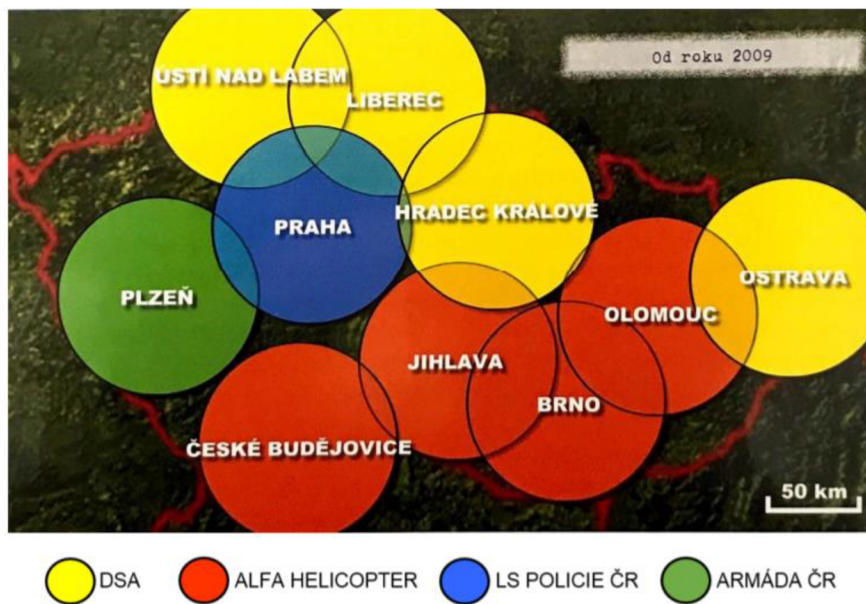 Od roku 2009
ÚSTÍ NAD LABEM
LIBEREC
HRADEC KRÁLOVÉ
PRAHA
OSTRAVA
PLZEŇ
OLOMOUC
JIHLAVA
BRNO
ČESKÉ BUDĚJOVICE
50 km
DSA
ALFA HELICOPTER
LS POLICIE ČR
ARMÁDA ČR